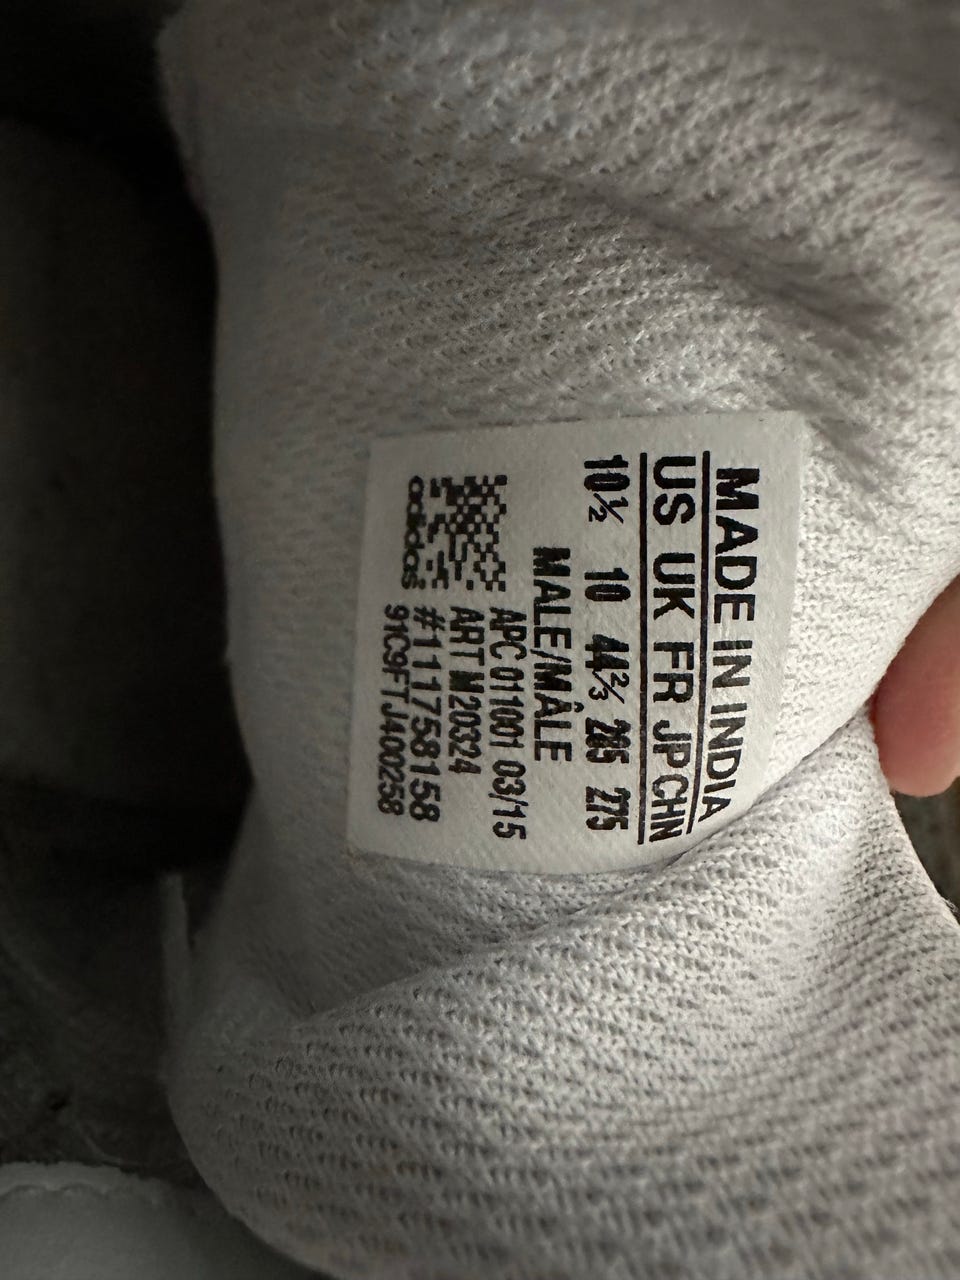 MADE IN INDIA
US UK FR JP CHN
10½ 10 44⅔ 285 275
MALE/MÂLE
APC 011001 03/15
ART M20324
#111758158
91C9FTJ400258
adidas